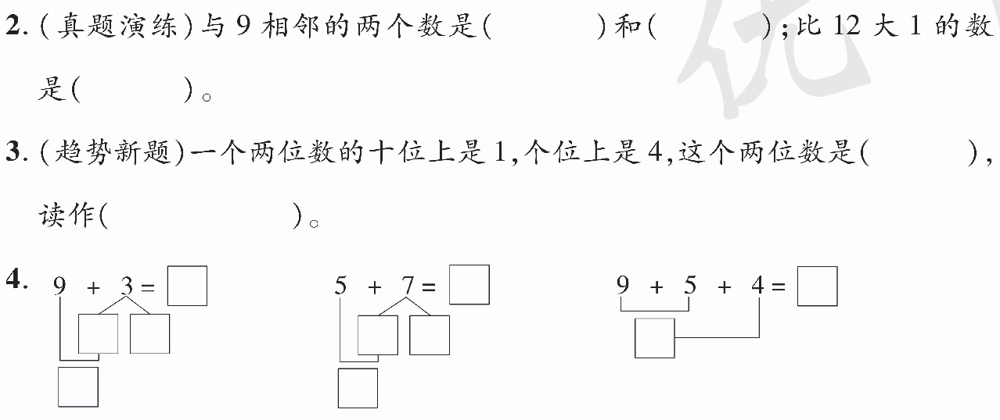 2. (真题演练)与 9 相邻的两个数是(　　)和(　　);比 12 大 1 的数
是(　　)。
3. (趋势新题)一个两位数的十位上是 1,个位上是 4,这个两位数是(　　),
读作(　　)。
4. 9 + 3 = □ 5 + 7 = □ 9 + 5 + 4 = □
优